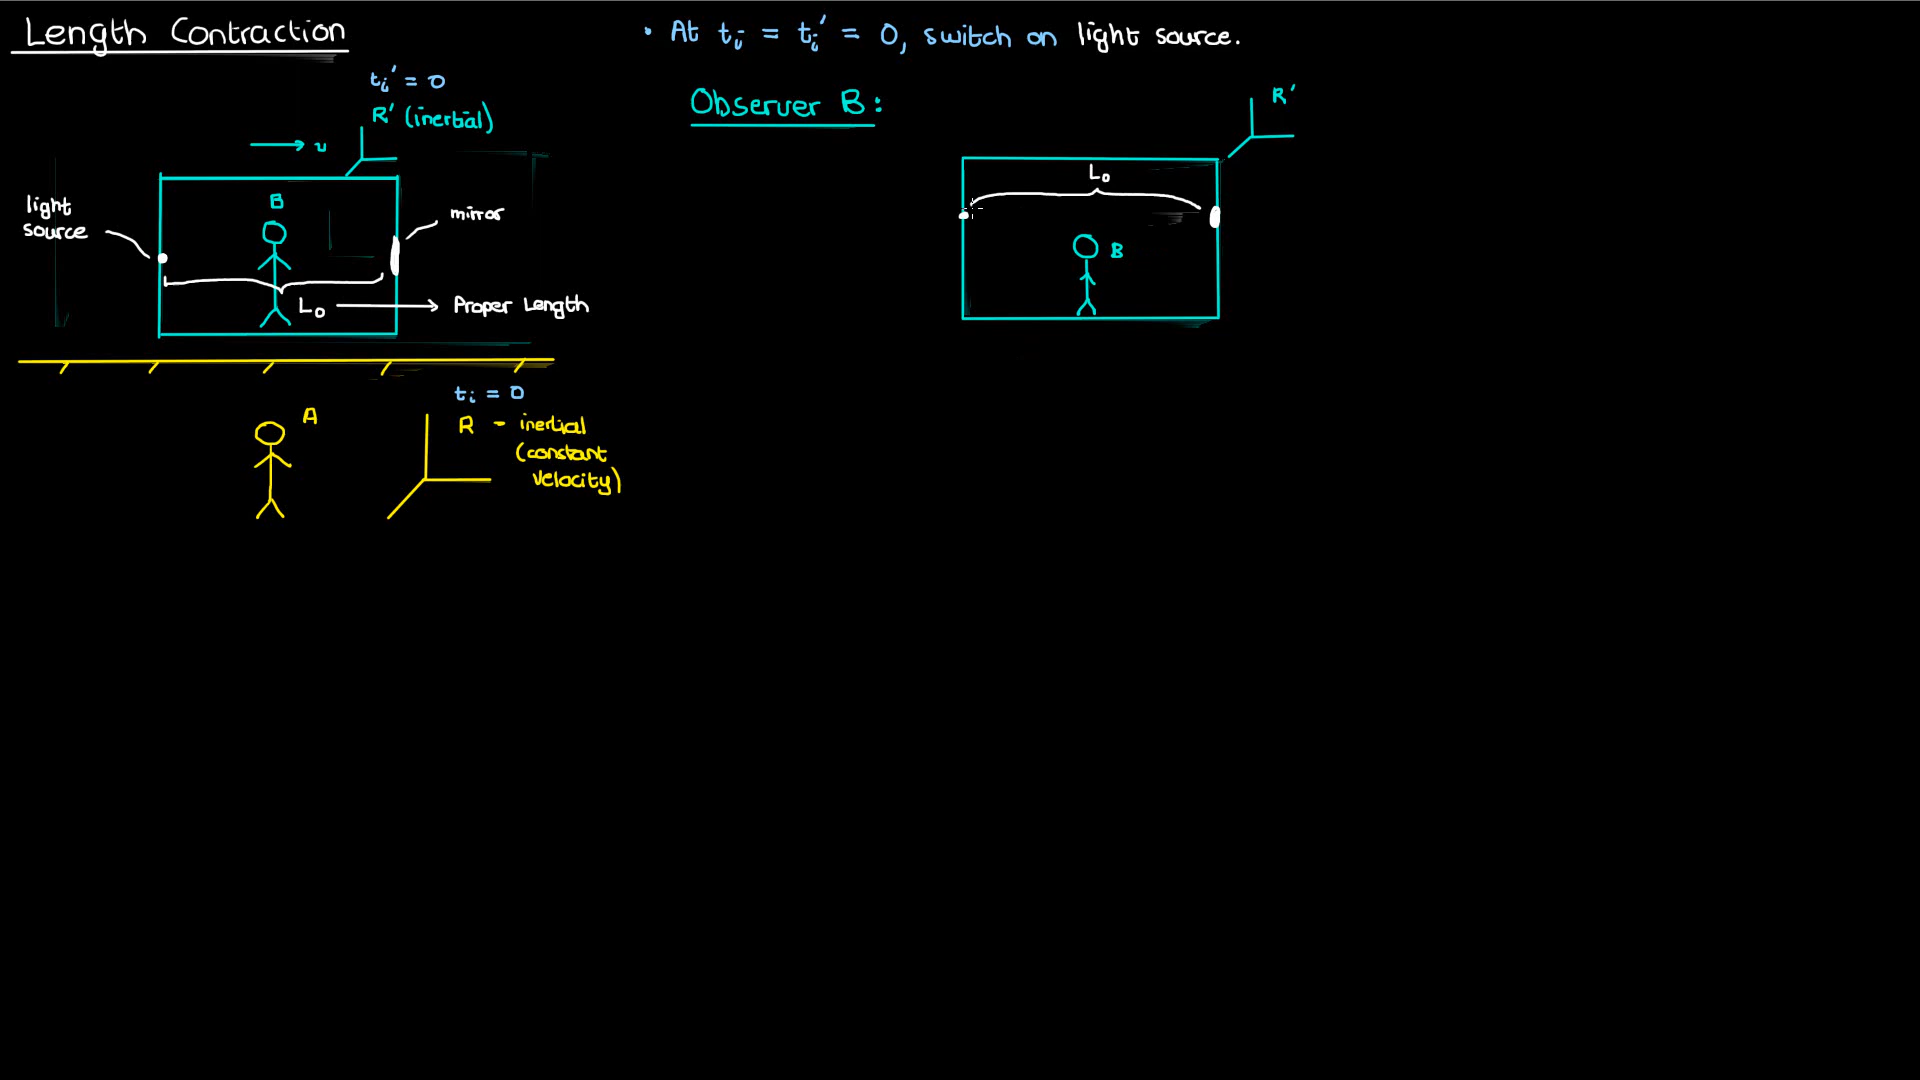 Length Contraction
• At tᵢ = tᵢ' = 0, switch on light source.
tᵢ' = 0
R' (inertial)
Observer B:
R'
u
L₀
B
light
source
mirror
B
L₀
Proper Length
tᵢ = 0
A
R - inertial
(constant
velocity)